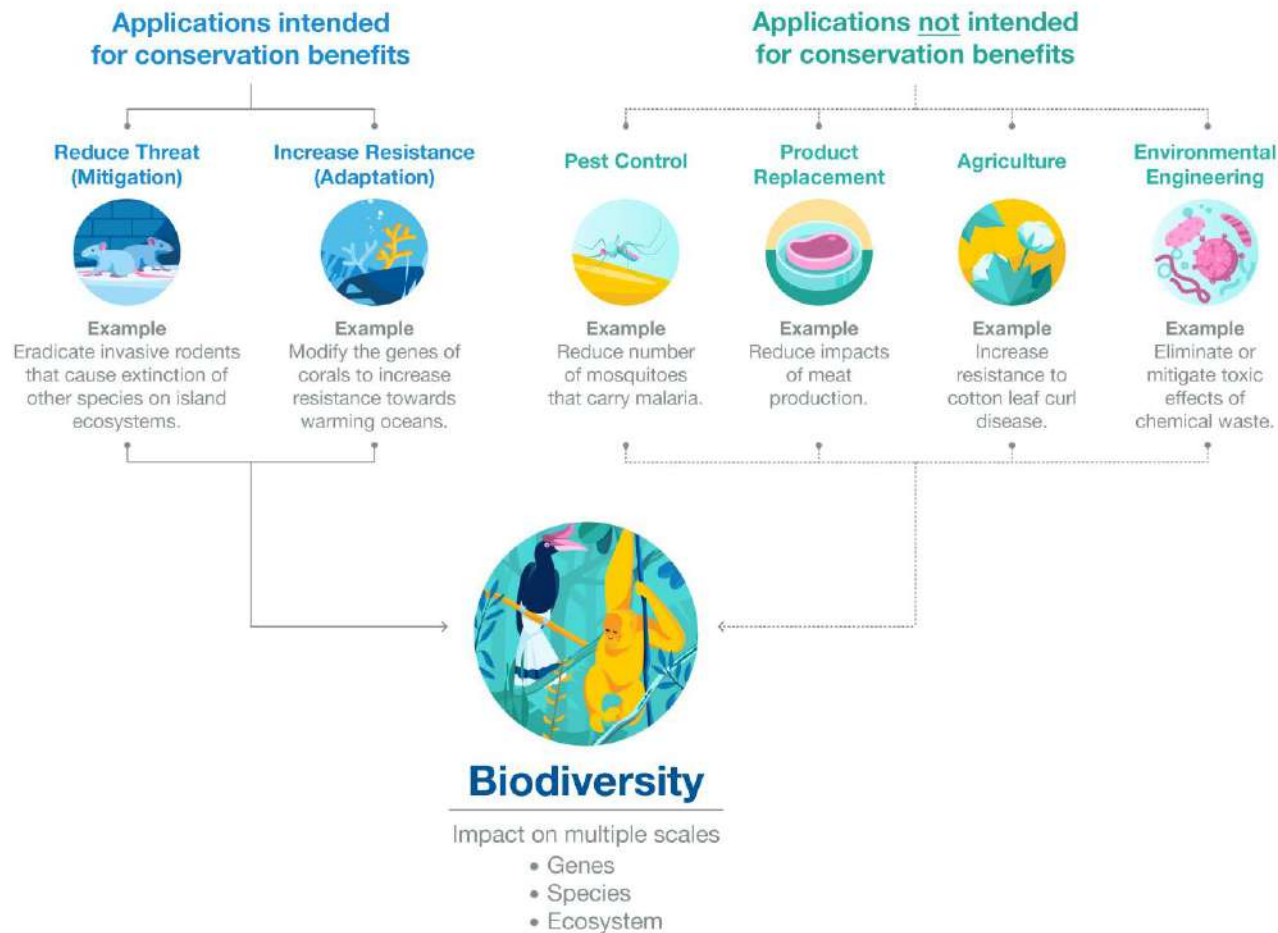 Applications intended
for conservation benefits
Applications not intended
for conservation benefits
Reduce Threat
(Mitigation)
Increase Resistance
(Adaptation)
Pest Control
Product
Replacement
Agriculture
Environmental
Engineering
Example
Eradicate invasive rodents
that cause extinction of
other species on island
ecosystems.
Example
Modify the genes of
corals to increase
resistance towards
warming oceans.
Example
Reduce number
of mosquitoes
that carry malaria.
Example
Reduce impacts
of meat
production.
Example
Increase
resistance to
cotton leaf curl
disease.
Example
Eliminate or
mitigate toxic
effects of
chemical waste.
Biodiversity
Impact on multiple scales
• Genes
• Species
• Ecosystem